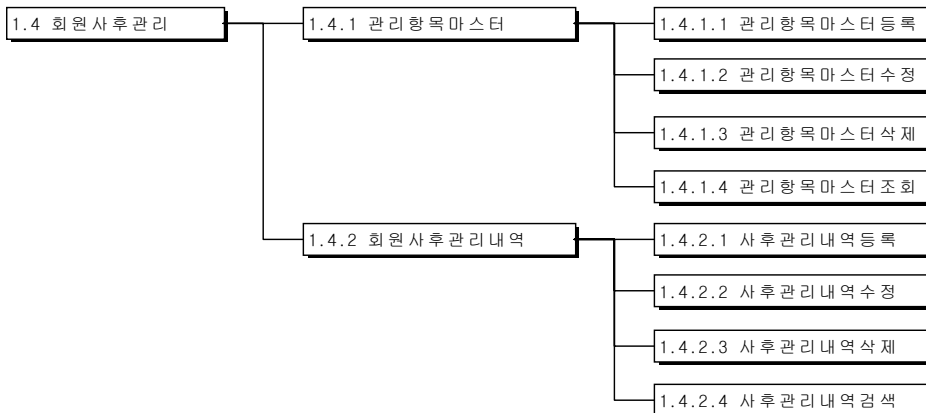 1.4 회원사후관리
1.4.1 관리항목마스터
1.4.1.1 관리항목마스터등록
1.4.1.2 관리항목마스터수정
1.4.1.3 관리항목마스터삭제
1.4.1.4 관리항목마스터조회
1.4.2 회원사후관리내역
1.4.2.1 사후관리내역등록
1.4.2.2 사후관리내역수정
1.4.2.3 사후관리내역삭제
1.4.2.4 사후관리내역검색